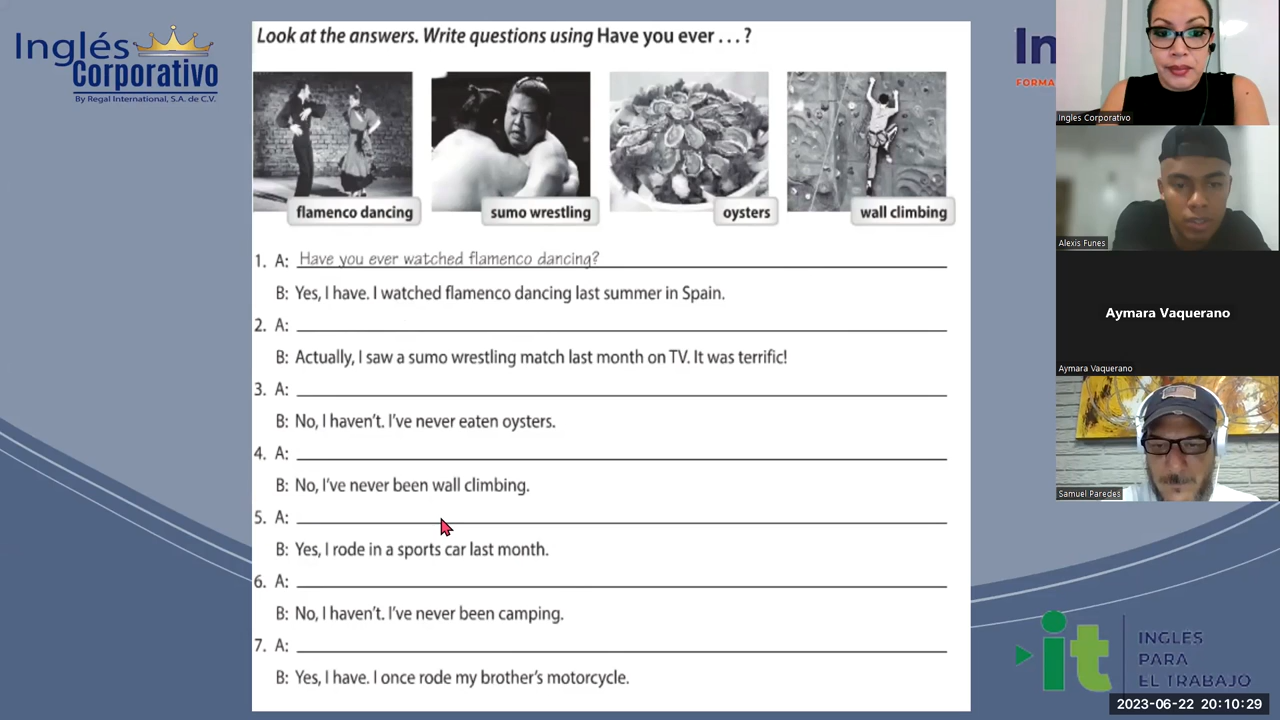 Inglés
Corporativo
By Regal International, S.A. de C.V.
Look at the answers. Write questions using Have you ever . . . ?
flamenco dancing
sumo wrestling
oysters
wall climbing
1. A: Have you ever watched flamenco dancing?
B: Yes, I have. I watched flamenco dancing last summer in Spain.
2. A:
B: Actually, I saw a sumo wrestling match last month on TV. It was terrific!
3. A:
B: No, I haven't. I've never eaten oysters.
4. A:
B: No, I've never been wall climbing.
5. A:
B: Yes, I rode in a sports car last month.
6. A:
B: No, I haven't. I've never been camping.
7. A:
B: Yes, I have. I once rode my brother's motorcycle.
In
FORMA
Ingles Corporativo
Alexis Funes
Aymara Vaquerano
Aymara Vaquerano
Samuel Paredes
it
INGLES
PARA
EL TRABAJO
2023-06-22 20:10:29